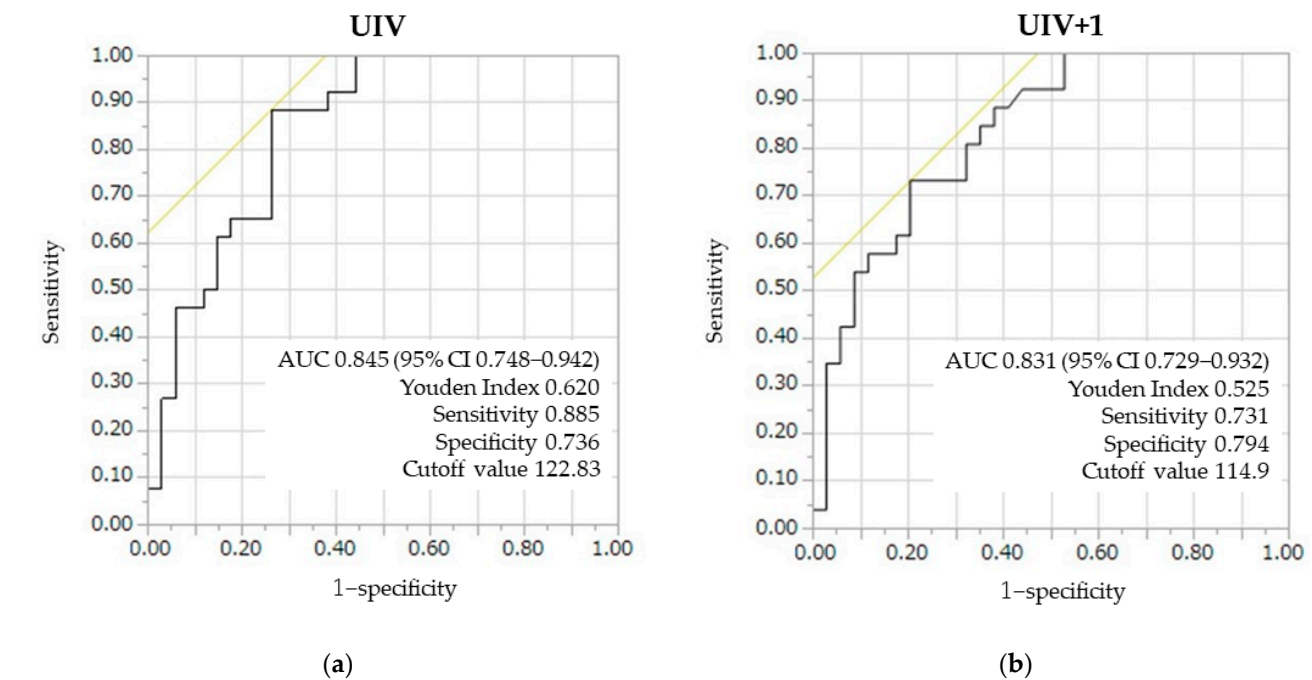 UIV
1.00
0.90
0.80
0.70
0.60
0.50
0.40
0.30
0.20
0.10
0.00
Sensitivity
AUC 0.845 (95% CI 0.748–0.942)
Youden Index 0.620
Sensitivity 0.885
Specificity 0.736
Cutoff value 122.83
0.00 0.20 0.40 0.60 0.80 1.00
1−specificity
(a)
UIV+1
1.00
0.90
0.80
0.70
0.60
0.50
0.40
0.30
0.20
0.10
0.00
Sensitivity
AUC 0.831 (95% CI 0.729–0.932)
Youden Index 0.525
Sensitivity 0.731
Specificity 0.794
Cutoff value 114.9
0.00 0.20 0.40 0.60 0.80 1.00
1−specificity
(b)